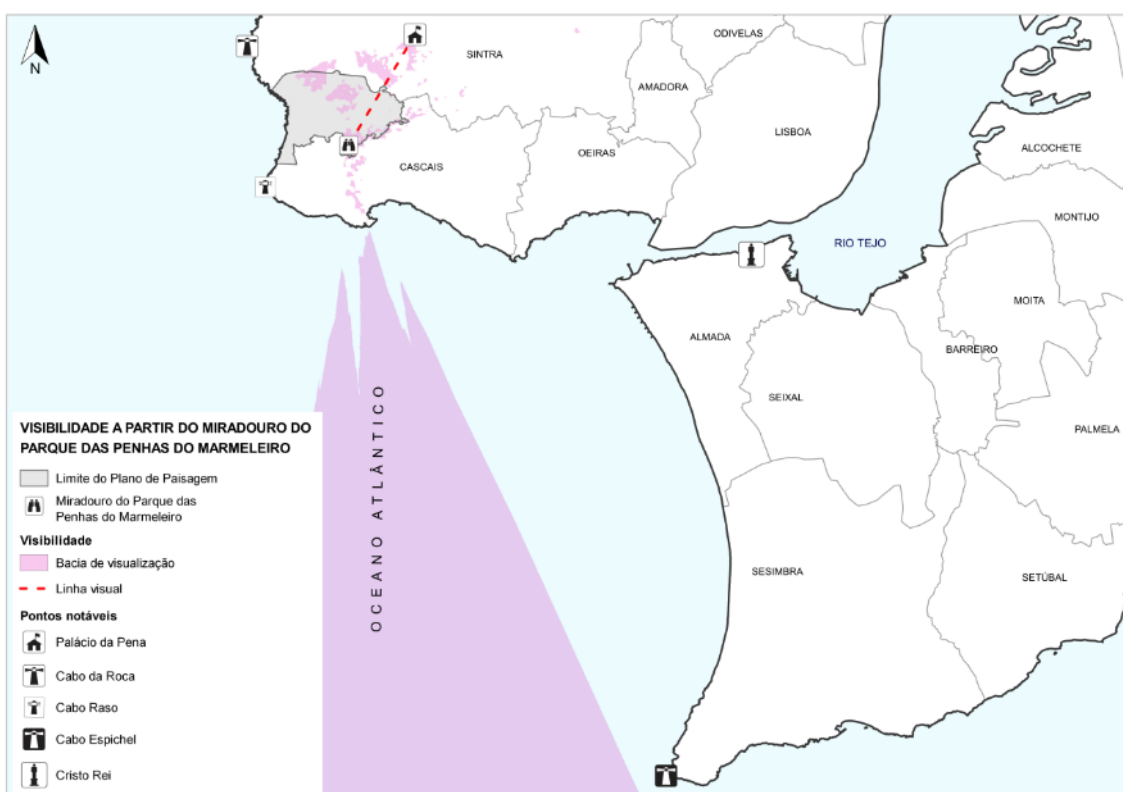 N
SINTRA
ODIVELAS
AMADORA
LISBOA
OEIRAS
CASCAIS
ALCOCHETE
MONTIJO
RIO TEJO
MOITA
ALMADA
BARREIRO
SEIXAL
PALMELA
SESIMBRA
SETÚBAL
OCEANO ATLÂNTICO
VISIBILIDADE A PARTIR DO MIRADOURO DO
PARQUE DAS PENHAS DO MARMELEIRO
Limite do Plano de Paisagem
Miradouro do Parque das
Penhas do Marmeleiro
Visibilidade
Bacia de visualização
Linha visual
Pontos notáveis
Palácio da Pena
Cabo da Roca
Cabo Raso
Cabo Espichel
Cristo Rei